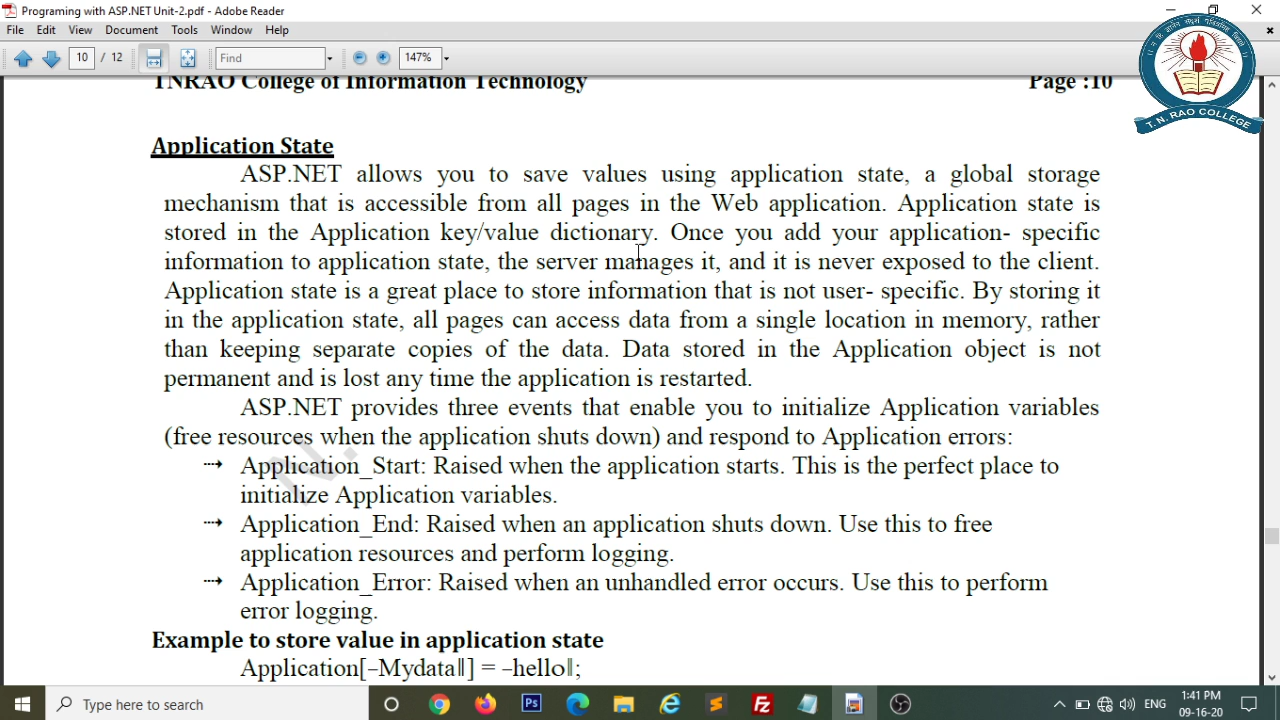 Programing with ASP.NET Unit-2.pdf - Adobe Reader
File Edit View Document Tools Window Help
10 / 12 Find 147%
TNRAO College of Information Technology Page :10
T. N. RAO COLLEGE
Application State
ASP.NET allows you to save values using application state, a global storage
mechanism that is accessible from all pages in the Web application. Application state is
stored in the Application key/value dictionary. Once you add your application- specific
information to application state, the server manages it, and it is never exposed to the client.
Application state is a great place to store information that is not user- specific. By storing it
in the application state, all pages can access data from a single location in memory, rather
than keeping separate copies of the data. Data stored in the Application object is not
permanent and is lost any time the application is restarted.
ASP.NET provides three events that enable you to initialize Application variables
(free resources when the application shuts down) and respond to Application errors:
⇢ Application_Start: Raised when the application starts. This is the perfect place to
initialize Application variables.
⇢ Application_End: Raised when an application shuts down. Use this to free
application resources and perform logging.
⇢ Application_Error: Raised when an unhandled error occurs. Use this to perform
error logging.
N.
Example to store value in application state
Application[―Mydata‖] = ―hello‖;
Type here to search
Ps
Fz
ENG
1:41 PM
09-16-20